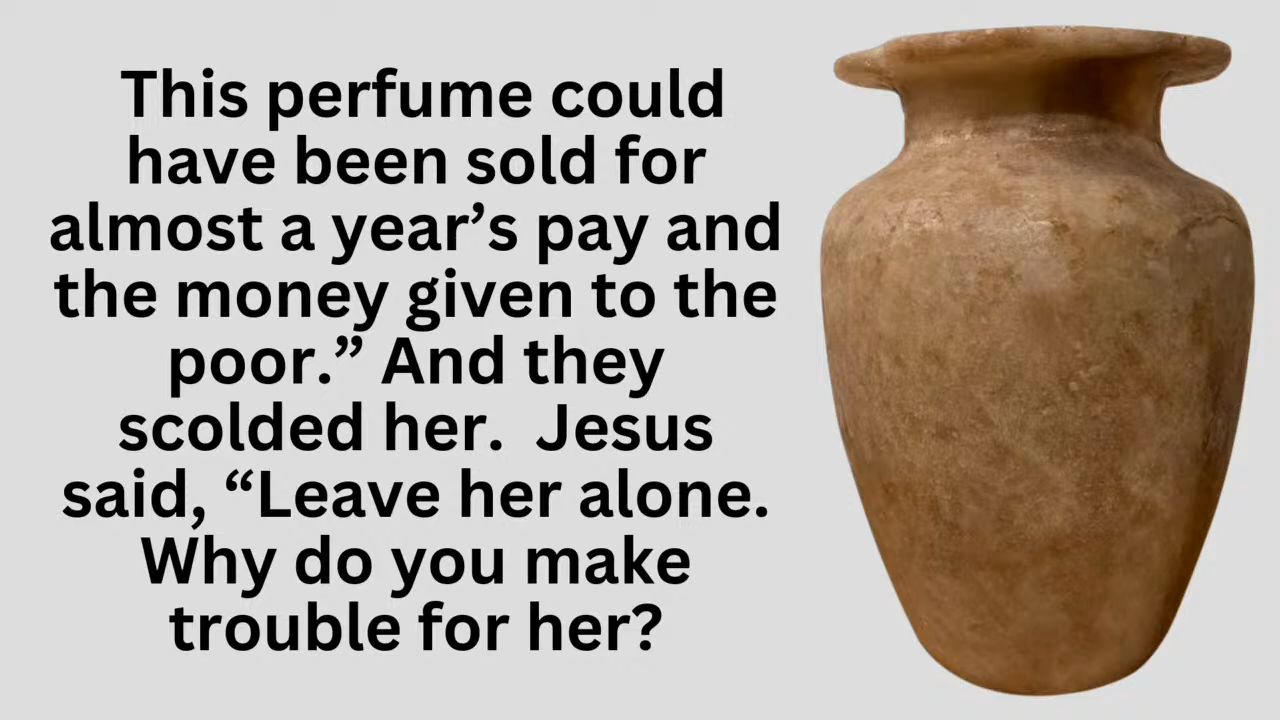 This perfume could
have been sold for
almost a year’s pay and
the money given to the
poor.” And they
scolded her.  Jesus
said, “Leave her alone.
Why do you make
trouble for her?